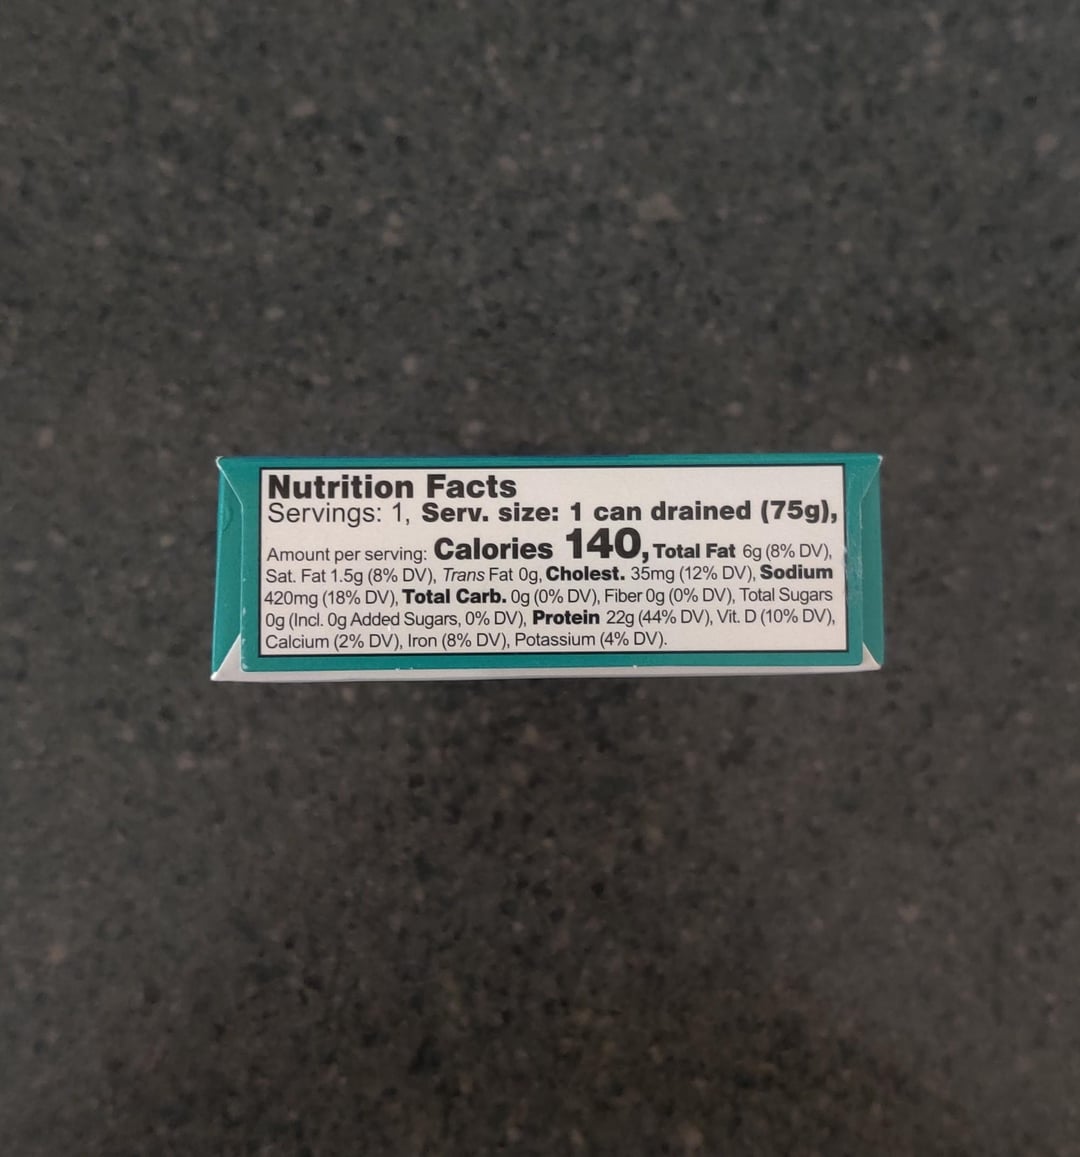 Nutrition Facts
Servings: 1, Serv. size: 1 can drained (75g),
Amount per serving: Calories 140, Total Fat 6g (8% DV),
Sat. Fat 1.5g (8% DV), Trans Fat 0g, Cholest. 35mg (12% DV), Sodium
420mg (18% DV), Total Carb. 0g (0% DV), Fiber 0g (0% DV), Total Sugars
0g (Incl. 0g Added Sugars, 0% DV), Protein 22g (44% DV), Vit. D (10% DV),
Calcium (2% DV), Iron (8% DV), Potassium (4% DV).